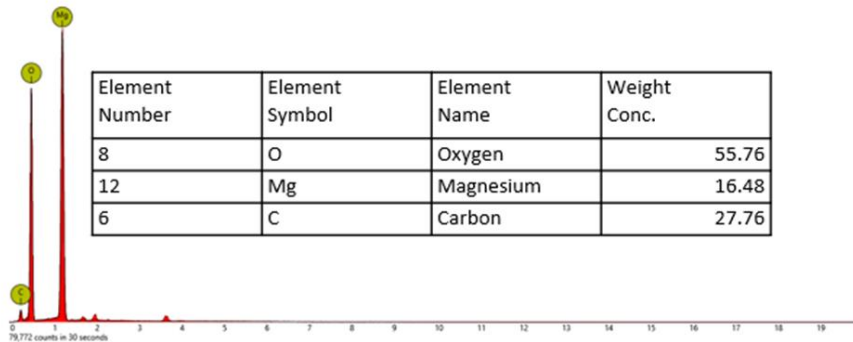 Mg
O
Element Number Element Symbol Element Name Weight Conc.
8 O Oxygen 55.76
12 Mg Magnesium 16.48
6 C Carbon 27.76
C
0 1 2 3 4 5 6 7 8 9 10 11 12 13 14 15 16 17 18 19
79,772 counts in 30 seconds